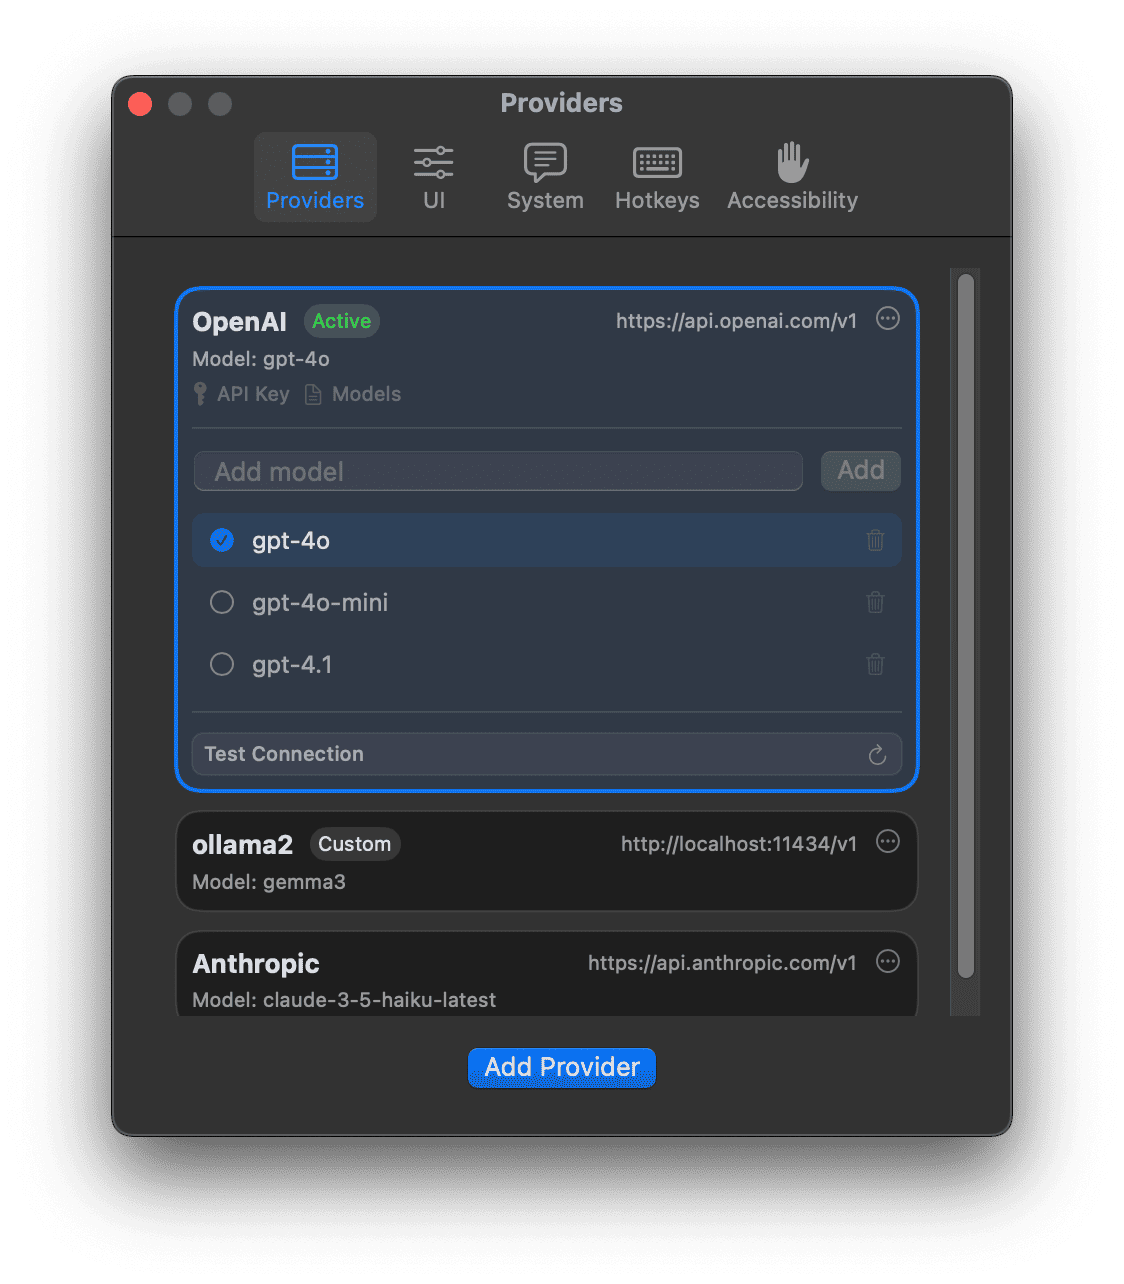 Providers
Providers UI System Hotkeys Accessibility
OpenAI Active https://api.openai.com/v1
Model: gpt-4o
API Key Models
Add model Add
gpt-4o
gpt-4o-mini
gpt-4.1
Test Connection
ollama2 Custom http://localhost:11434/v1
Model: gemma3
Anthropic https://api.anthropic.com/v1
Model: claude-3-5-haiku-latest
Add Provider